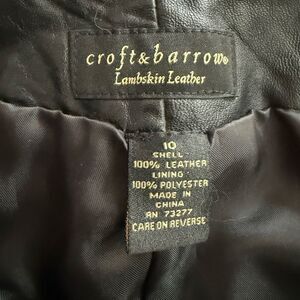 croft&barrow®
Lambskin Leather
10
SHELL
100% LEATHER
LINING
100% POLYESTER
MADE IN
CHINA
RN 73277
CARE ON REVERSE